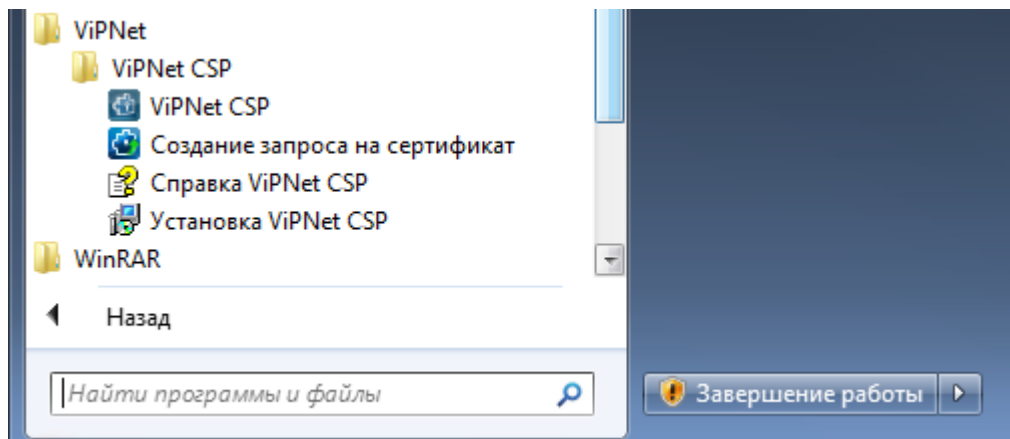 ViPNet
ViPNet CSP
ViPNet CSP
Создание запроса на сертификат
Справка ViPNet CSP
Установка ViPNet CSP
WinRAR
Назад
Найти программы и файлы
Завершение работы